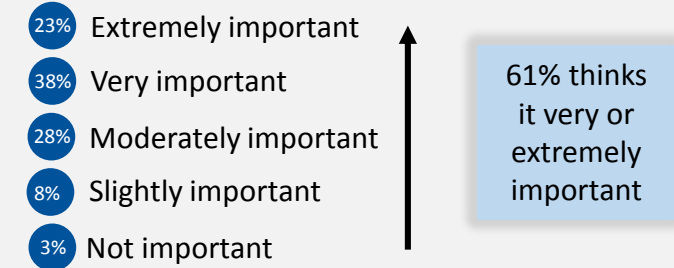 23% Extremely important
38% Very important
28% Moderately important
8% Slightly important
3% Not important
61% thinks
it very or
extremely
important